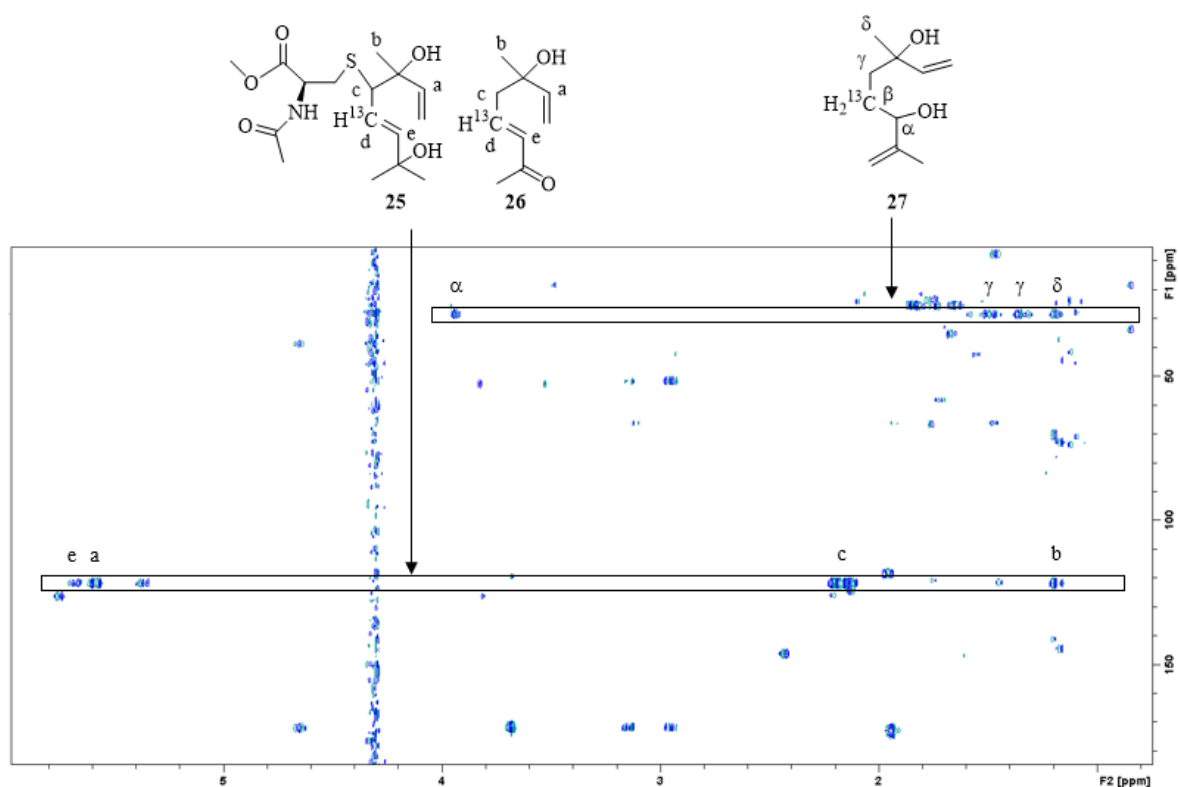 O
O
NH
O
S
b
OH
a
c
H¹³C
d
e
OH
25
b
OH
a
c
H¹³C
d
e
O
26
δ
OH
γ
H₂¹³C
β
OH
α
27
α
γ
γ
δ
e
a
c
b
50
100
150
F1 [ppm]
5
4
3
2
F2 [ppm]